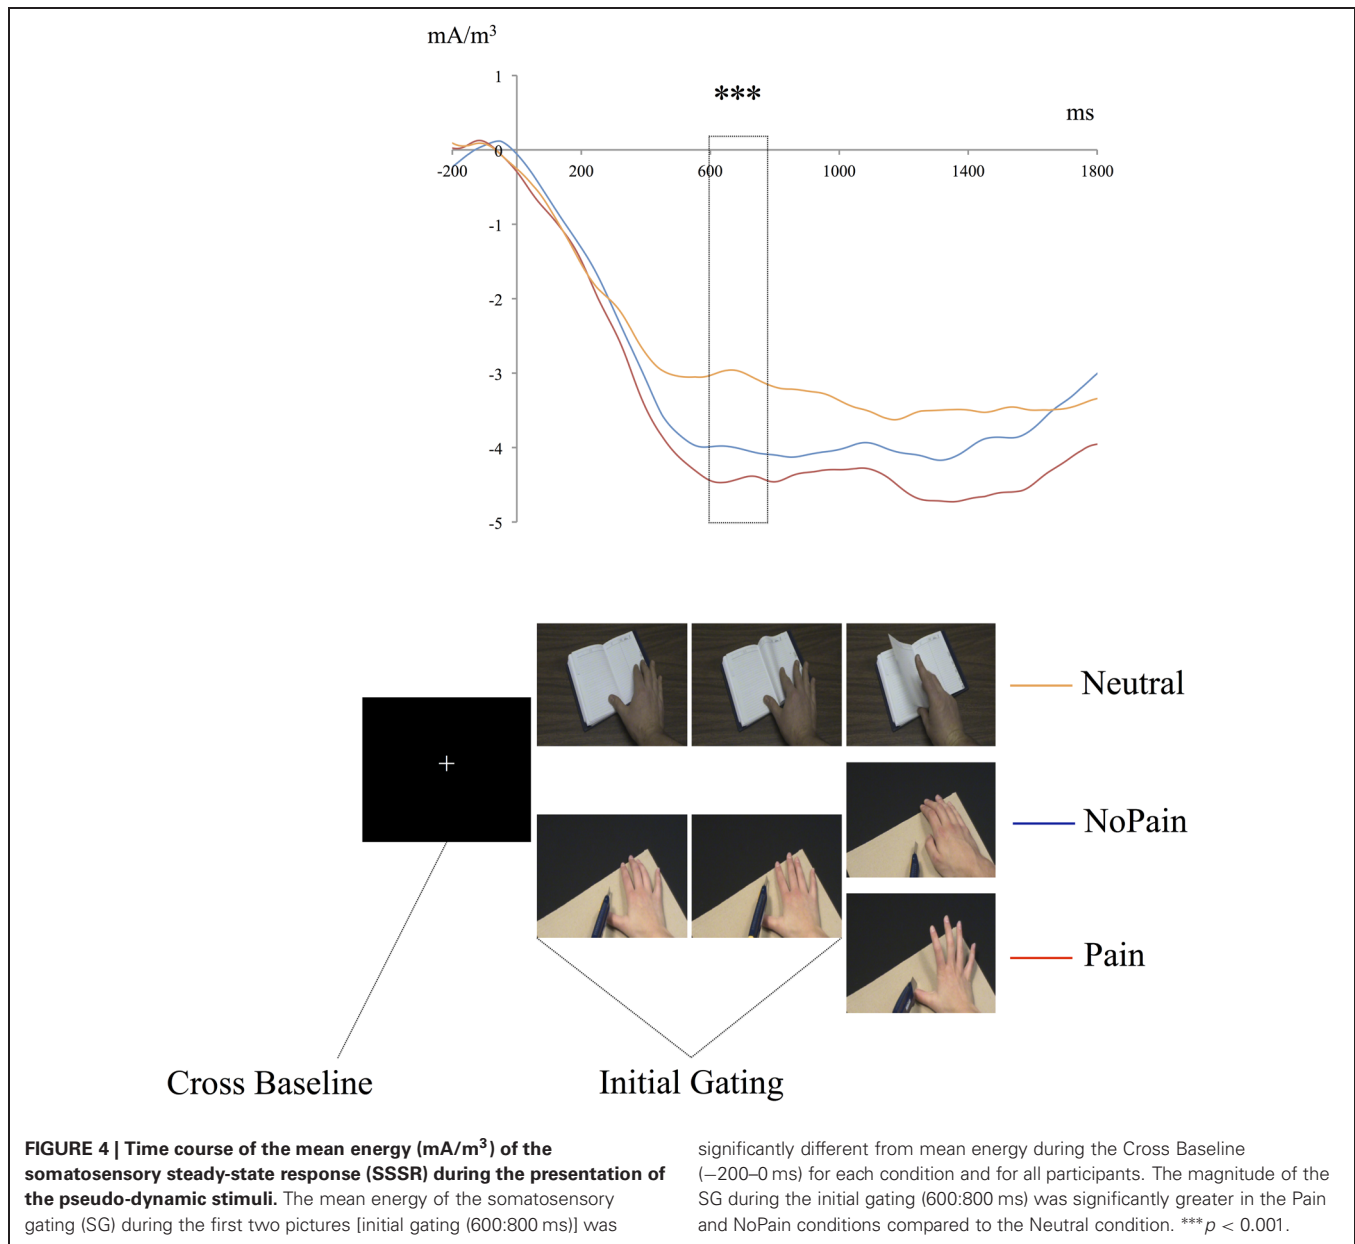 mA/m³
1
***
ms
0
-200
200
600
1000
1400
1800
-1
-2
-3
-4
-5
Neutral
NoPain
Pain
Cross Baseline
Initial Gating
FIGURE 4 | Time course of the mean energy (mA/m³) of the
somatosensory steady-state response (SSSR) during the presentation of
the pseudo-dynamic stimuli. The mean energy of the somatosensory
gating (SG) during the first two pictures [initial gating (600:800 ms)] was
significantly different from mean energy during the Cross Baseline
(−200–0 ms) for each condition and for all participants. The magnitude of the
SG during the initial gating (600:800 ms) was significantly greater in the Pain
and NoPain conditions compared to the Neutral condition. ***p < 0.001.